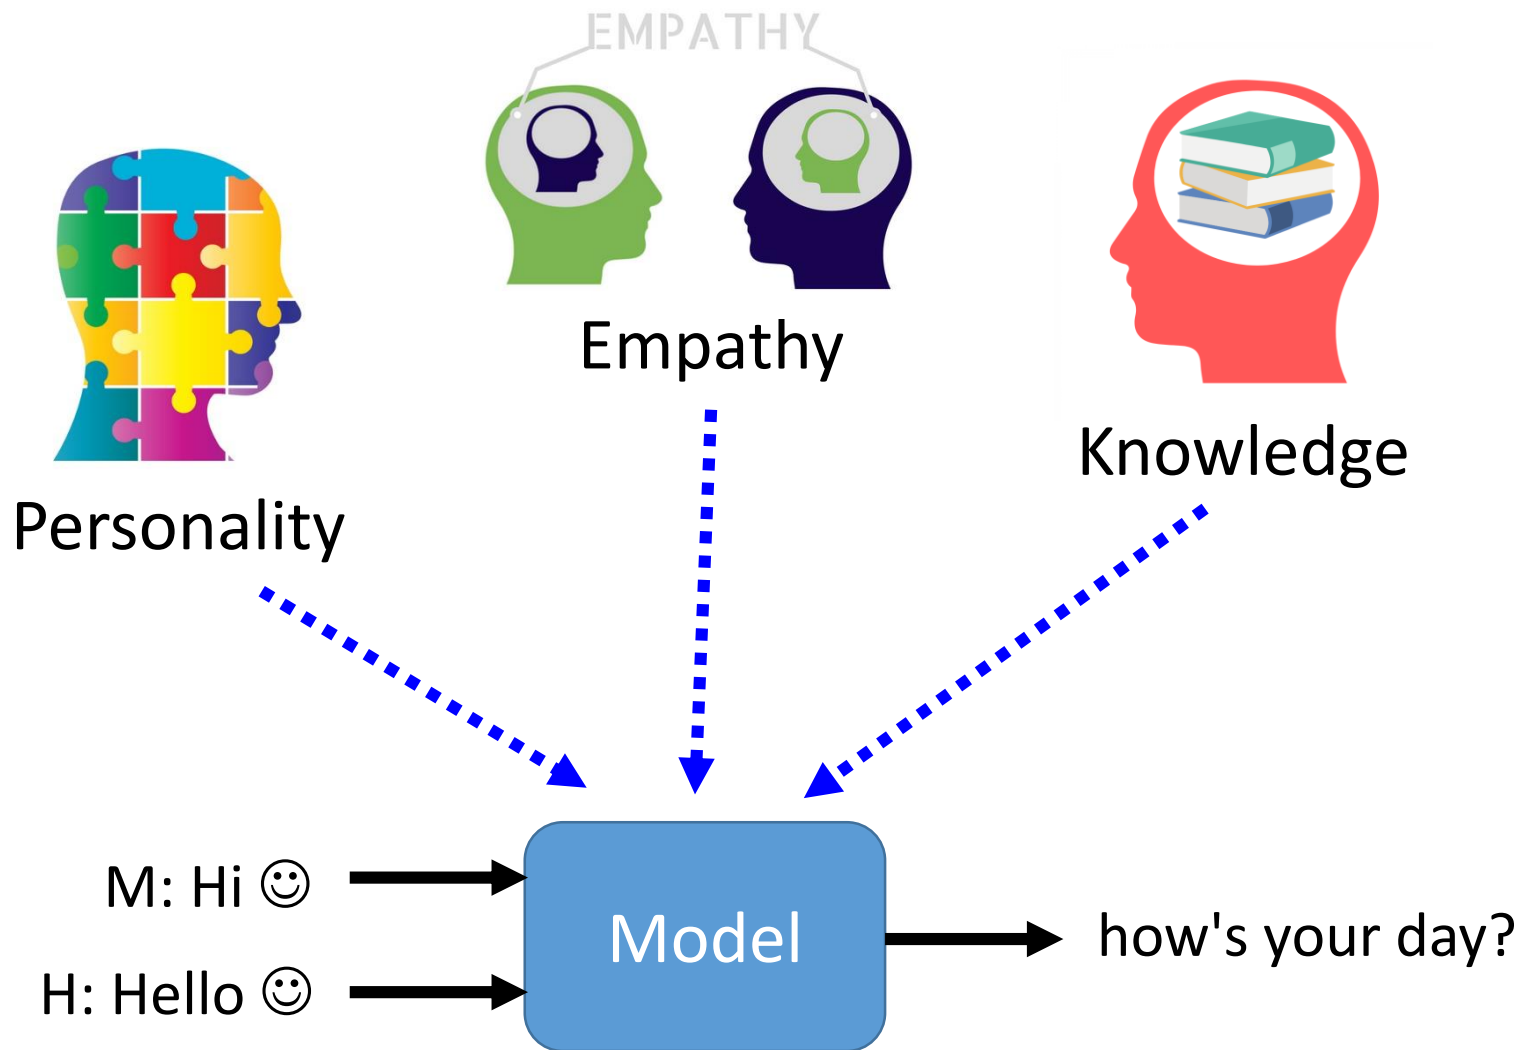 EMPATHY
Empathy
Knowledge
Personality
M: Hi ☺
H: Hello ☺
Model
how's your day?